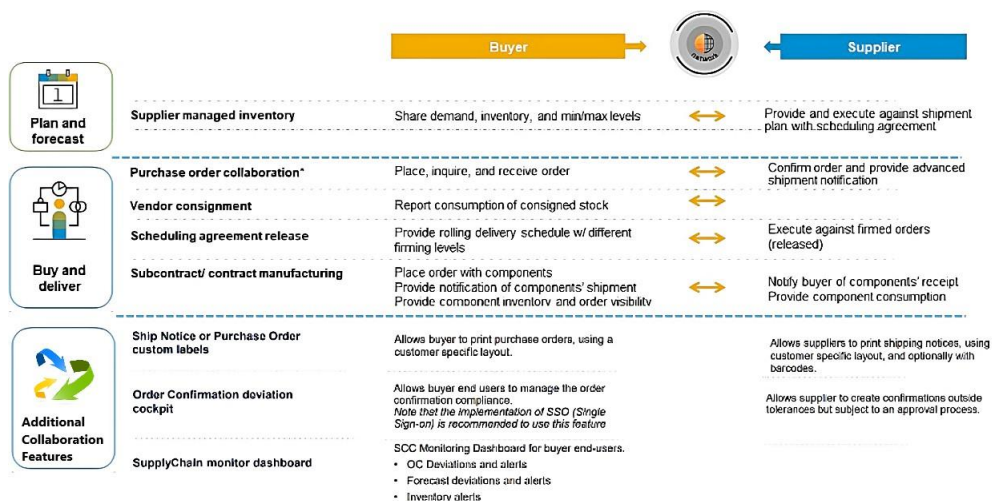 Buyer
network
Supplier
1
Plan and
forecast
Supplier managed inventory
Share demand, inventory, and min/max levels
Provide and execute against shipment
plan with scheduling agreement
Buy and
deliver
Purchase order collaboration*
Place, inquire, and receive order
Confirm order and provide advanced
shipment notification
Vendor consignment
Report consumption of consigned stock
Scheduling agreement release
Provide rolling delivery schedule w/ different
firming levels
Execute against firmed orders
(released)
Subcontract/ contract manufacturing
Place order with components
Provide notification of components' shipment
Provide component inventory and order visibility
Notify buyer of components' receipt
Provide component consumption
Additional
Collaboration
Features
Ship Notice or Purchase Order
custom labels
Allows buyer to print purchase orders, using a
customer specific layout.
Allows suppliers to print shipping notices, using
customer specific layout, and optionally with
barcodes.
Order Confirmation deviation
cockpit
Allows buyer end users to manage the order
confirmation compliance.
Note that the implementation of SSO (Single
Sign-on) is recommended to use this feature
Allows supplier to create confirmations outside
tolerances but subject to an approval process.
SupplyChain monitor dashboard
SCC Monitoring Dashboard for buyer end-users.
• OC Deviations and alerts
• Forecast deviations and alerts
• Inventory alerts